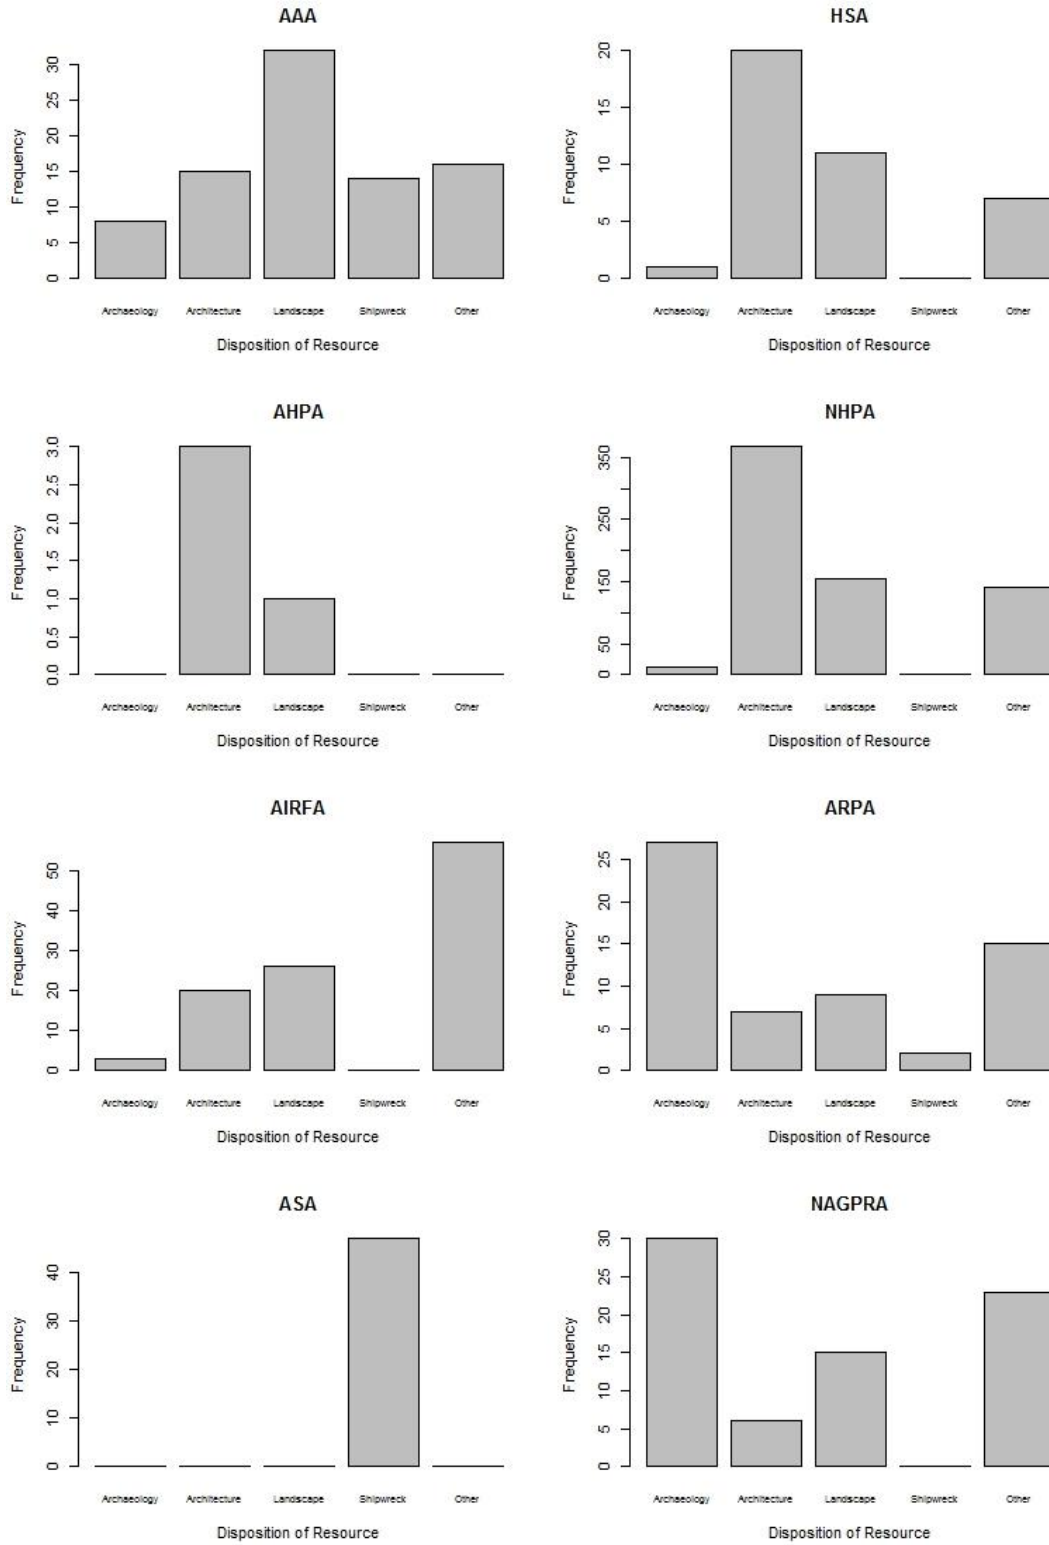 AAA
Frequency
30
25
20
15
10
5
0
Archaeology Architecture Landscape Shipwreck Other
Disposition of Resource
HSA
Frequency
20
15
10
5
0
Archaeology Architecture Landscape Shipwreck Other
Disposition of Resource
AHPA
Frequency
3.0
2.5
2.0
1.5
1.0
0.5
0.0
Archaeology Architecture Landscape Shipwreck Other
Disposition of Resource
NHPA
Frequency
350
250
150
50
0
Archaeology Architecture Landscape Shipwreck Other
Disposition of Resource
AIRFA
Frequency
50
40
30
20
10
0
Archaeology Architecture Landscape Shipwreck Other
Disposition of Resource
ARPA
Frequency
25
20
15
10
5
0
Archaeology Architecture Landscape Shipwreck Other
Disposition of Resource
ASA
Frequency
40
30
20
10
0
Archaeology Architecture Landscape Shipwreck Other
Disposition of Resource
NAGPRA
Frequency
30
25
20
15
10
5
0
Archaeology Architecture Landscape Shipwreck Other
Disposition of Resource